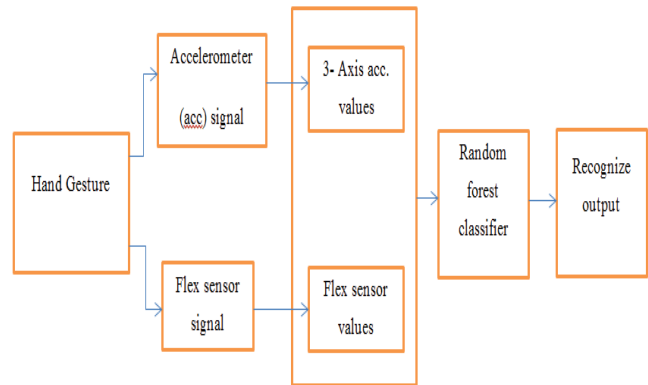 Hand Gesture
Accelerometer
(acc) signal
Flex sensor
signal
3- Axis acc.
values
Flex sensor
values
Random
forest
classifier
Recognize
output